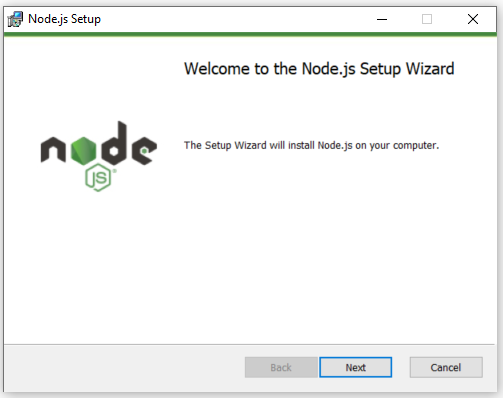 Node.js Setup
Welcome to the Node.js Setup Wizard
The Setup Wizard will install Node.js on your computer.
node
JS
Back
Next
Cancel